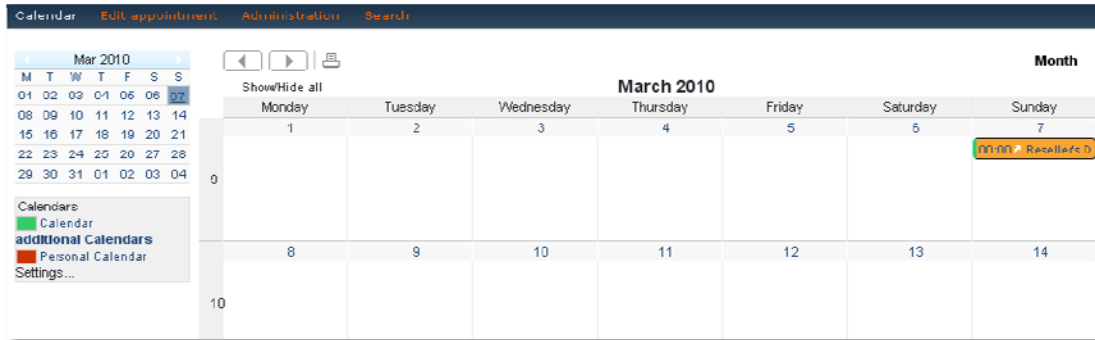 Calendar Edit appointment Administration Search
Mar 2010
M T W T F S S
01 02 03 04 05 06 07
08 09 10 11 12 13 14
15 16 17 18 19 20 21
22 23 24 25 26 27 28
29 30 31 01 02 03 04
Calendars
Calendar
additional Calendars
Personal Calendar
Settings...
Month
Show/Hide all
March 2010
Monday Tuesday Wednesday Thursday Friday Saturday Sunday
1 2 3 4 5 6 7
00:00 Reseller's D
9
8 9 10 11 12 13 14
10